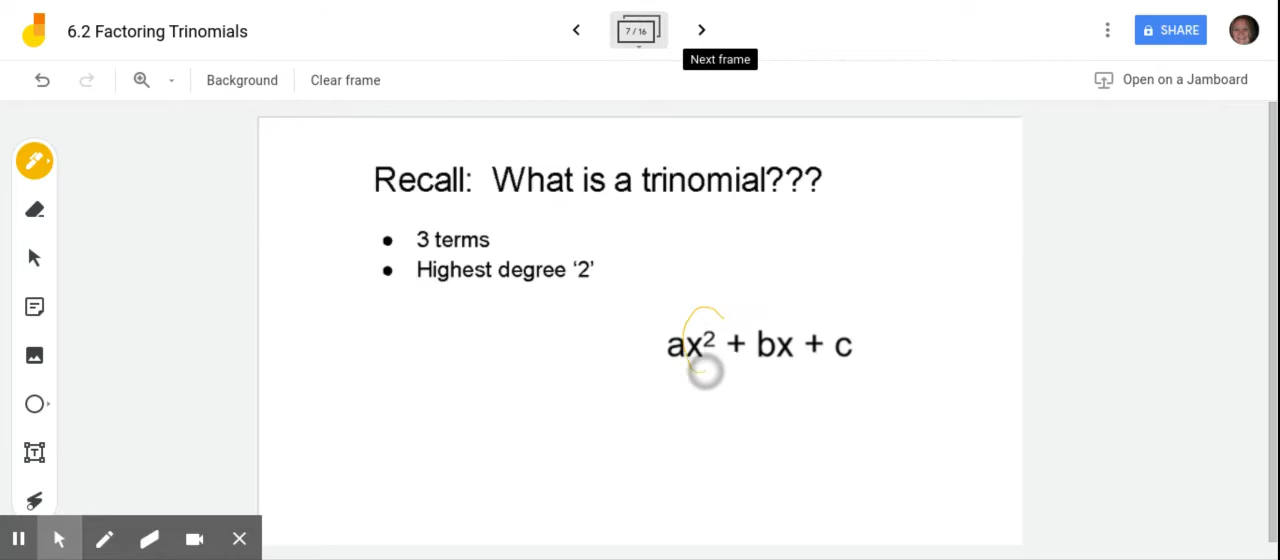 6.2 Factoring Trinomials
7 / 16
SHARE
Next frame
Background
Clear frame
Open on a Jamboard
Recall: What is a trinomial???
● 3 terms
● Highest degree ‘2’
ax² + bx + c